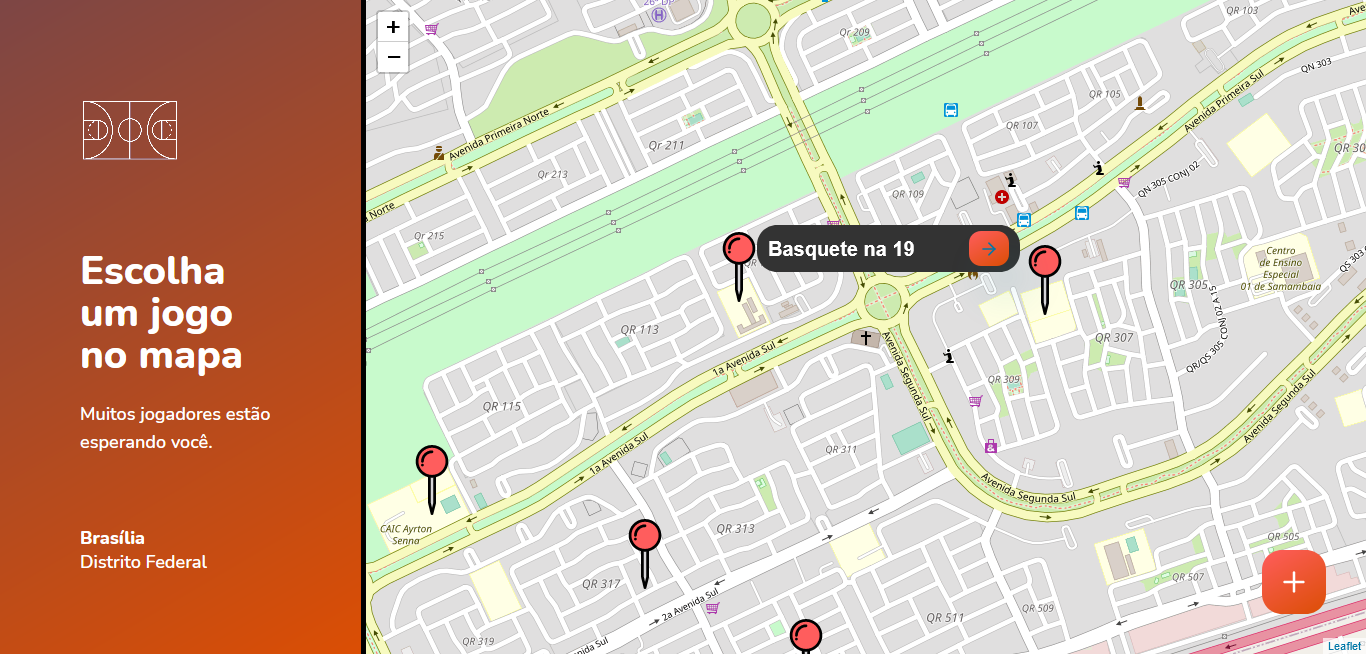 Escolha
um jogo
no mapa
Muitos jogadores estão
esperando você.
Brasília
Distrito Federal
+
−
26° DP
QR 103
Qr 209
QN 303
QR 105
Avenida Primeira Sul
Avenida Primeira Norte
QR 107
Qr 211
QR 30
Qr 213
QN 305 CONJ 02
QR 109
Norte
Qr 215
Basquete na 19
Centro
de Ensino
Especial
01 de Samambaia
QS 303
QR 305
QR/QS 305 CONJ 02 A 15
QR 113
QR 307
1a Avenida Sul
Avenida Segunda Sul
QR 309
QR 115
Avenida Segunda Sul
1a Avenida Sul
QR 311
Avenida Segunda Sul
CAIC Ayrton
Senna
QR 313
QR 505
QR 317
QR 507
2a Avenida Sul
QR 509
QR 511
QR 319
Leaflet